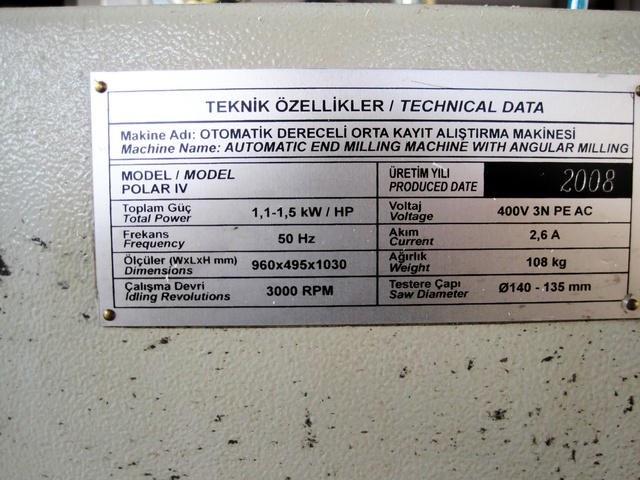 TEKNİK ÖZELLİKLER / TECHNICAL DATA
Makine Adı: OTOMATİK DERECELİ ORTA KAYIT ALIŞTIRMA MAKİNESİ
Machine Name: AUTOMATIC END MILLING MACHINE WITH ANGULAR MILLING
MODEL / MODEL
POLAR IV
ÜRETİM YILI
PRODUCED DATE
2008
Toplam Güç
Total Power
1,1-1,5 kW / HP
Voltaj
Voltage
400V 3N PE AC
Frekans
Frequency
50 Hz
Akım
Current
2,6 A
Ölçüler (WxLxH mm)
Dimensions
960x495x1030
Ağırlık
Weight
108 kg
Çalışma Devri
Idling Revolutions
3000 RPM
Testere Çapı
Saw Diameter
Ø140 - 135 mm